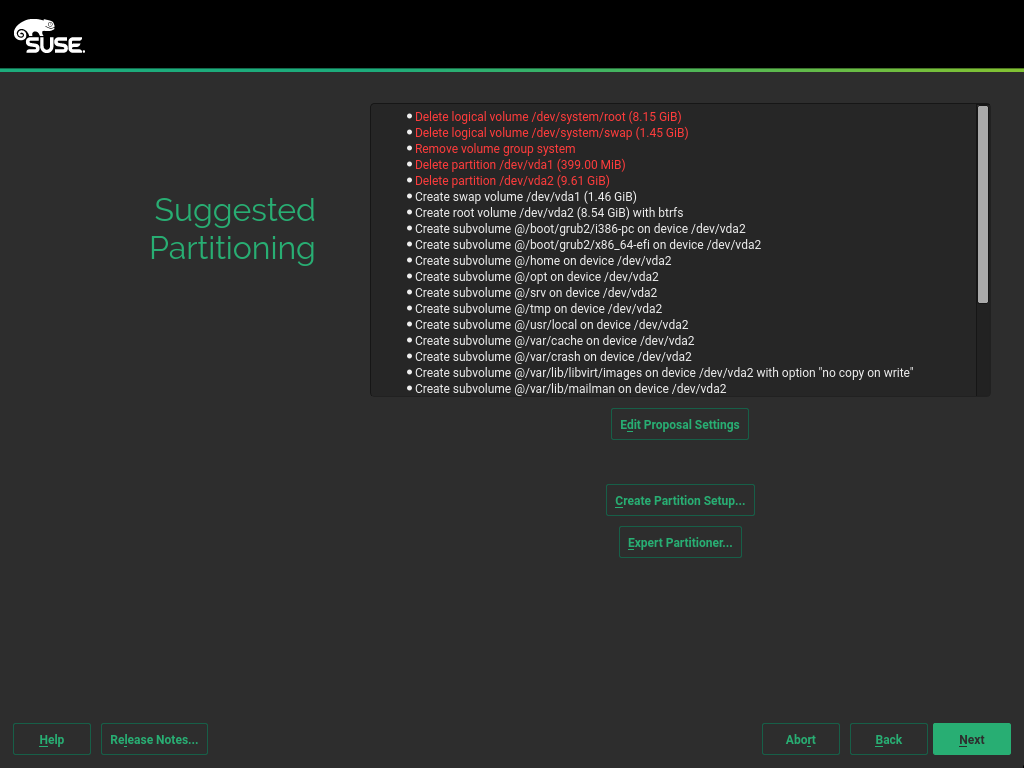 SUSE.
Suggested
Partitioning
Delete logical volume /dev/system/root (8.15 GiB)
Delete logical volume /dev/system/swap (1.45 GiB)
Remove volume group system
Delete partition /dev/vda1 (399.00 MiB)
Delete partition /dev/vda2 (9.61 GiB)
Create swap volume /dev/vda1 (1.46 GiB)
Create root volume /dev/vda2 (8.54 GiB) with btrfs
Create subvolume @/boot/grub2/i386-pc on device /dev/vda2
Create subvolume @/boot/grub2/x86_64-efi on device /dev/vda2
Create subvolume @/home on device /dev/vda2
Create subvolume @/opt on device /dev/vda2
Create subvolume @/srv on device /dev/vda2
Create subvolume @/tmp on device /dev/vda2
Create subvolume @/usr/local on device /dev/vda2
Create subvolume @/var/cache on device /dev/vda2
Create subvolume @/var/crash on device /dev/vda2
Create subvolume @/var/lib/libvirt/images on device /dev/vda2 with option "no copy on write"
Create subvolume @/var/lib/mailman on device /dev/vda2
Edit Proposal Settings
Create Partition Setup...
Expert Partitioner...
Help
Release Notes...
Abort
Back
Next